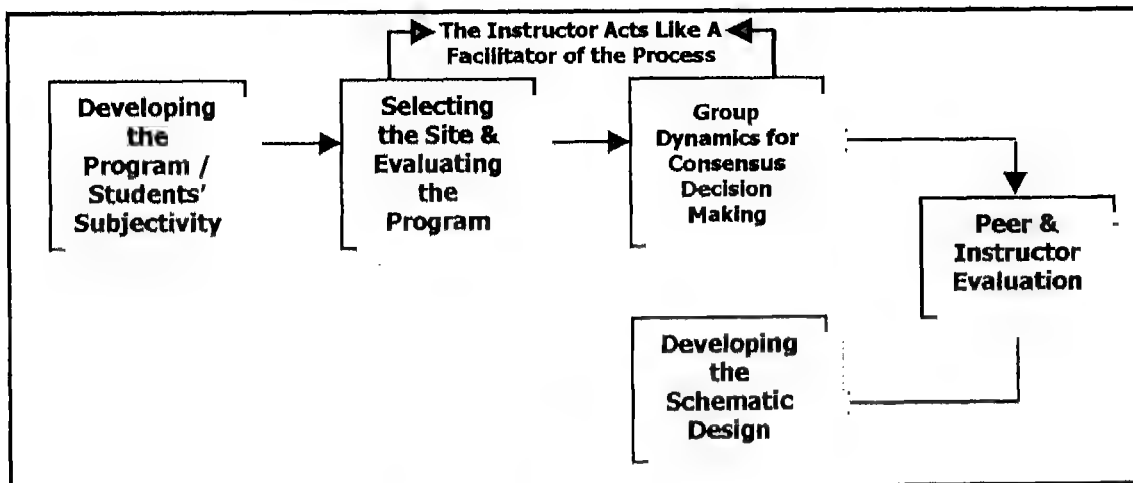 The Instructor Acts Like A
Facilitator of the Process
Developing
the
Program /
Students'
Subjectivity
Selecting
the Site &
Evaluating
the
Program
Group
Dynamics for
Consensus
Decision
Making
Peer &
Instructor
Evaluation
Developing
the
Schematic
Design